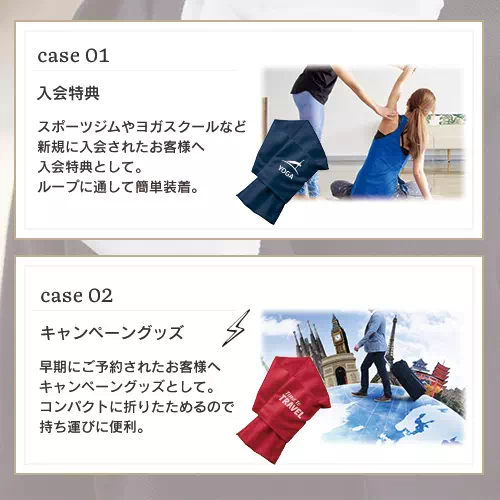 case 01
入会特典
スポーツジムやヨガスクールなど
新規に入会されたお客様へ
入会特典として。
ループに通して簡単装着。
YOGA
case 02
キャンペーングッズ
早期にご予約されたお客様へ
キャンペーングッズとして。
コンパクトに折りたためるので
持ち運びに便利。
TIME to
TRAVEL